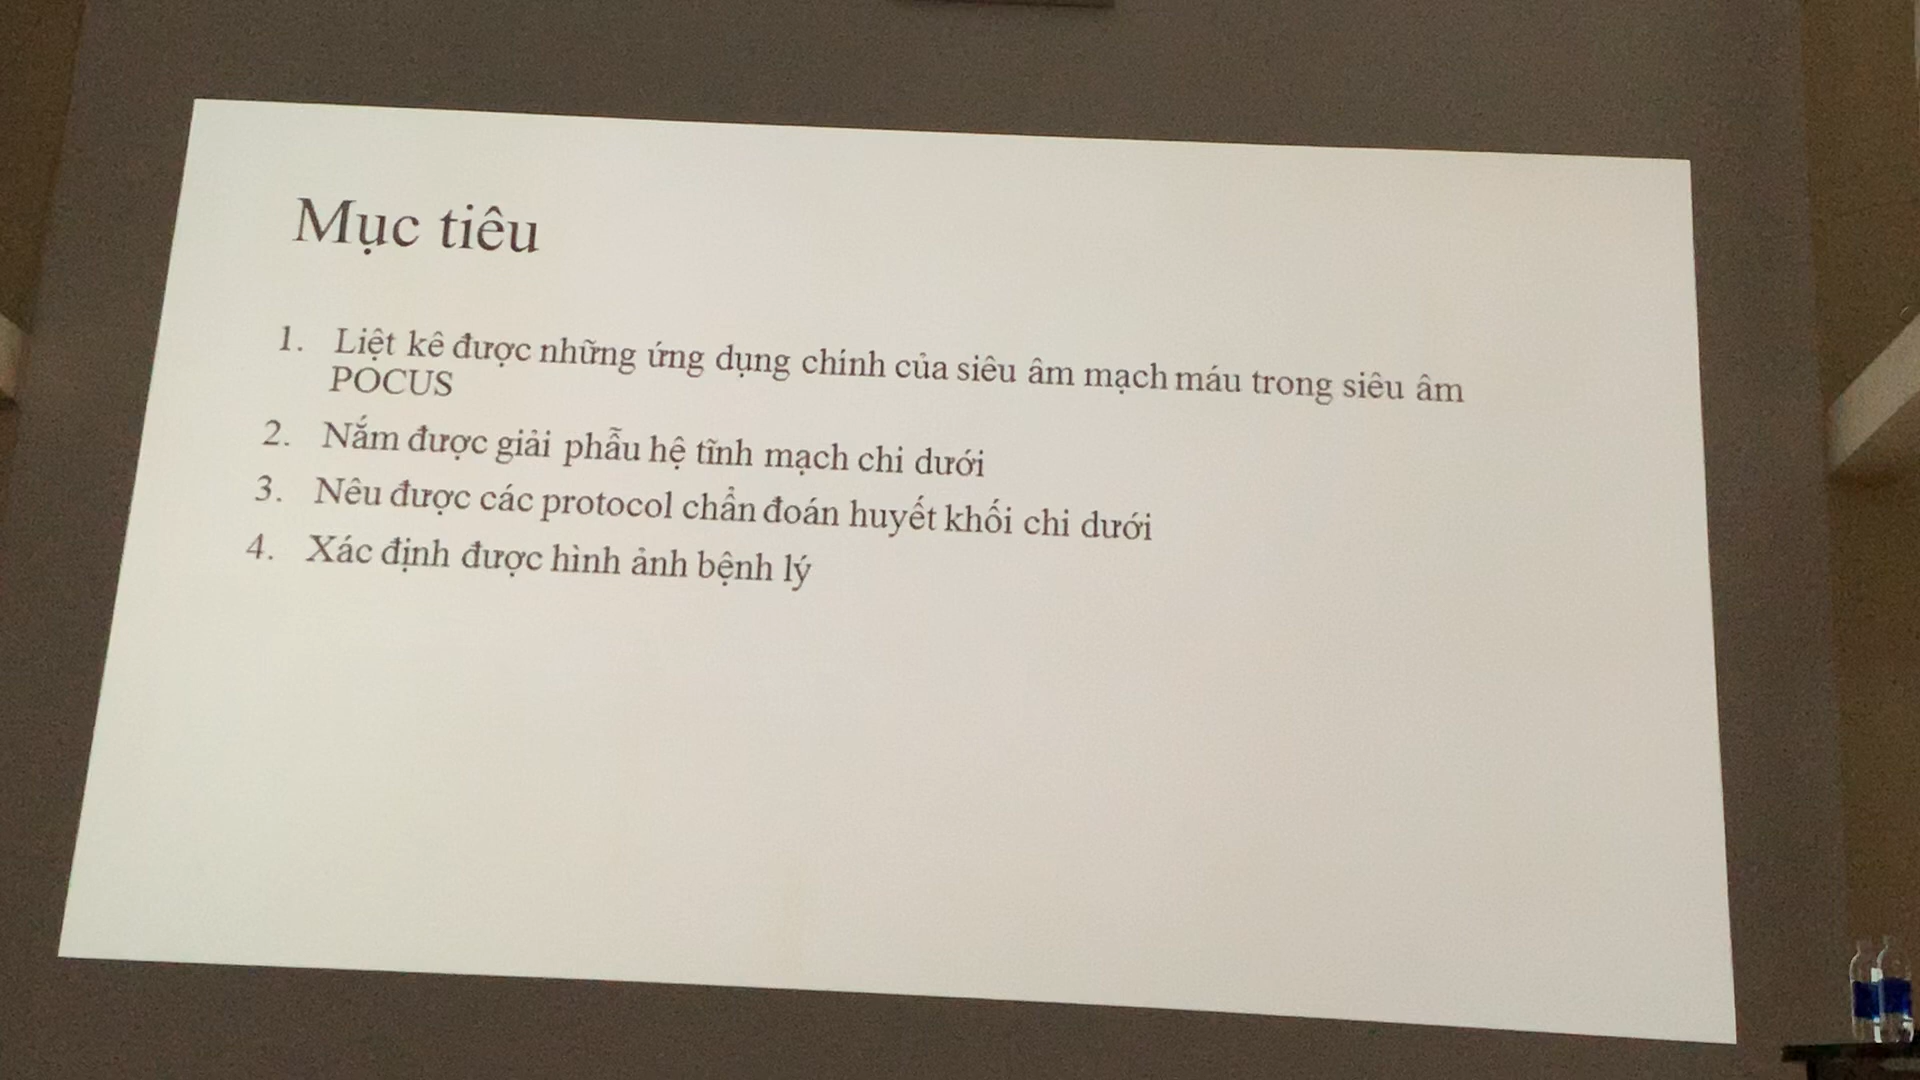 Mục tiêu
1. Liệt kê được những ứng dụng chính của siêu âm mạch máu trong siêu âm
POCUS
2. Nắm được giải phẫu hệ tĩnh mạch chi dưới
3. Nêu được các protocol chẩn đoán huyết khối chi dưới
4. Xác định được hình ảnh bệnh lý